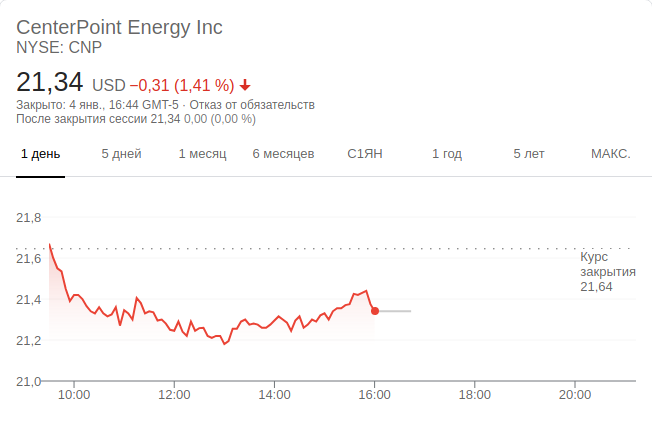 CenterPoint Energy Inc
NYSE: CNP
21,34 USD −0,31 (1,41 %)
Закрыто: 4 янв., 16:44 GMT-5 · Отказ от обязательств
После закрытия сессии 21,34 0,00 (0,00 %)
1 день 5 дней 1 месяц 6 месяцев С1ЯН 1 год 5 лет МАКС.
21,8
21,6
21,4
21,2
21,0
Курс
закрытия
21,64
10:00 12:00 14:00 16:00 18:00 20:00